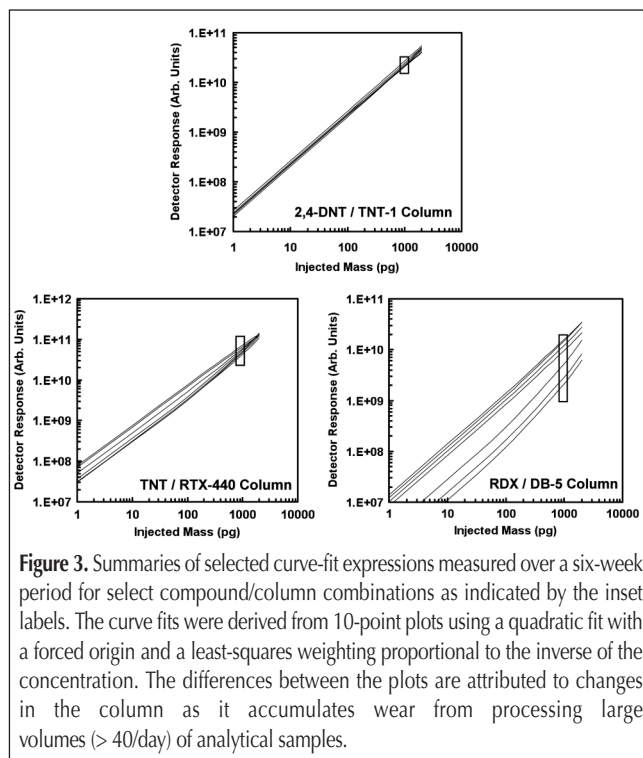 1.E+11
1.E+10
1.E+09
1.E+08
1.E+07
Detector Response (Arb. Units)
2,4-DNT / TNT-1 Column
1 10 100 1000 10000
Injected Mass (pg)
1.E+12
1.E+11
1.E+10
1.E+09
1.E+08
1.E+07
Detector Response (Arb. Units)
TNT / RTX-440 Column
1 10 100 1000 10000
Injected Mass (pg)
1.E+11
1.E+10
1.E+09
1.E+08
1.E+07
Detector Response (Arb. Units)
RDX / DB-5 Column
1 10 100 1000 10000
Injected Mass (pg)
Figure 3. Summaries of selected curve-fit expressions measured over a six-week
period for select compound/column combinations as indicated by the inset
labels. The curve fits were derived from 10-point plots using a quadratic fit with
a forced origin and a least-squares weighting proportional to the inverse of the
concentration. The differences between the plots are attributed to changes
in the column as it accumulates wear from processing large
volumes (> 40/day) of analytical samples.